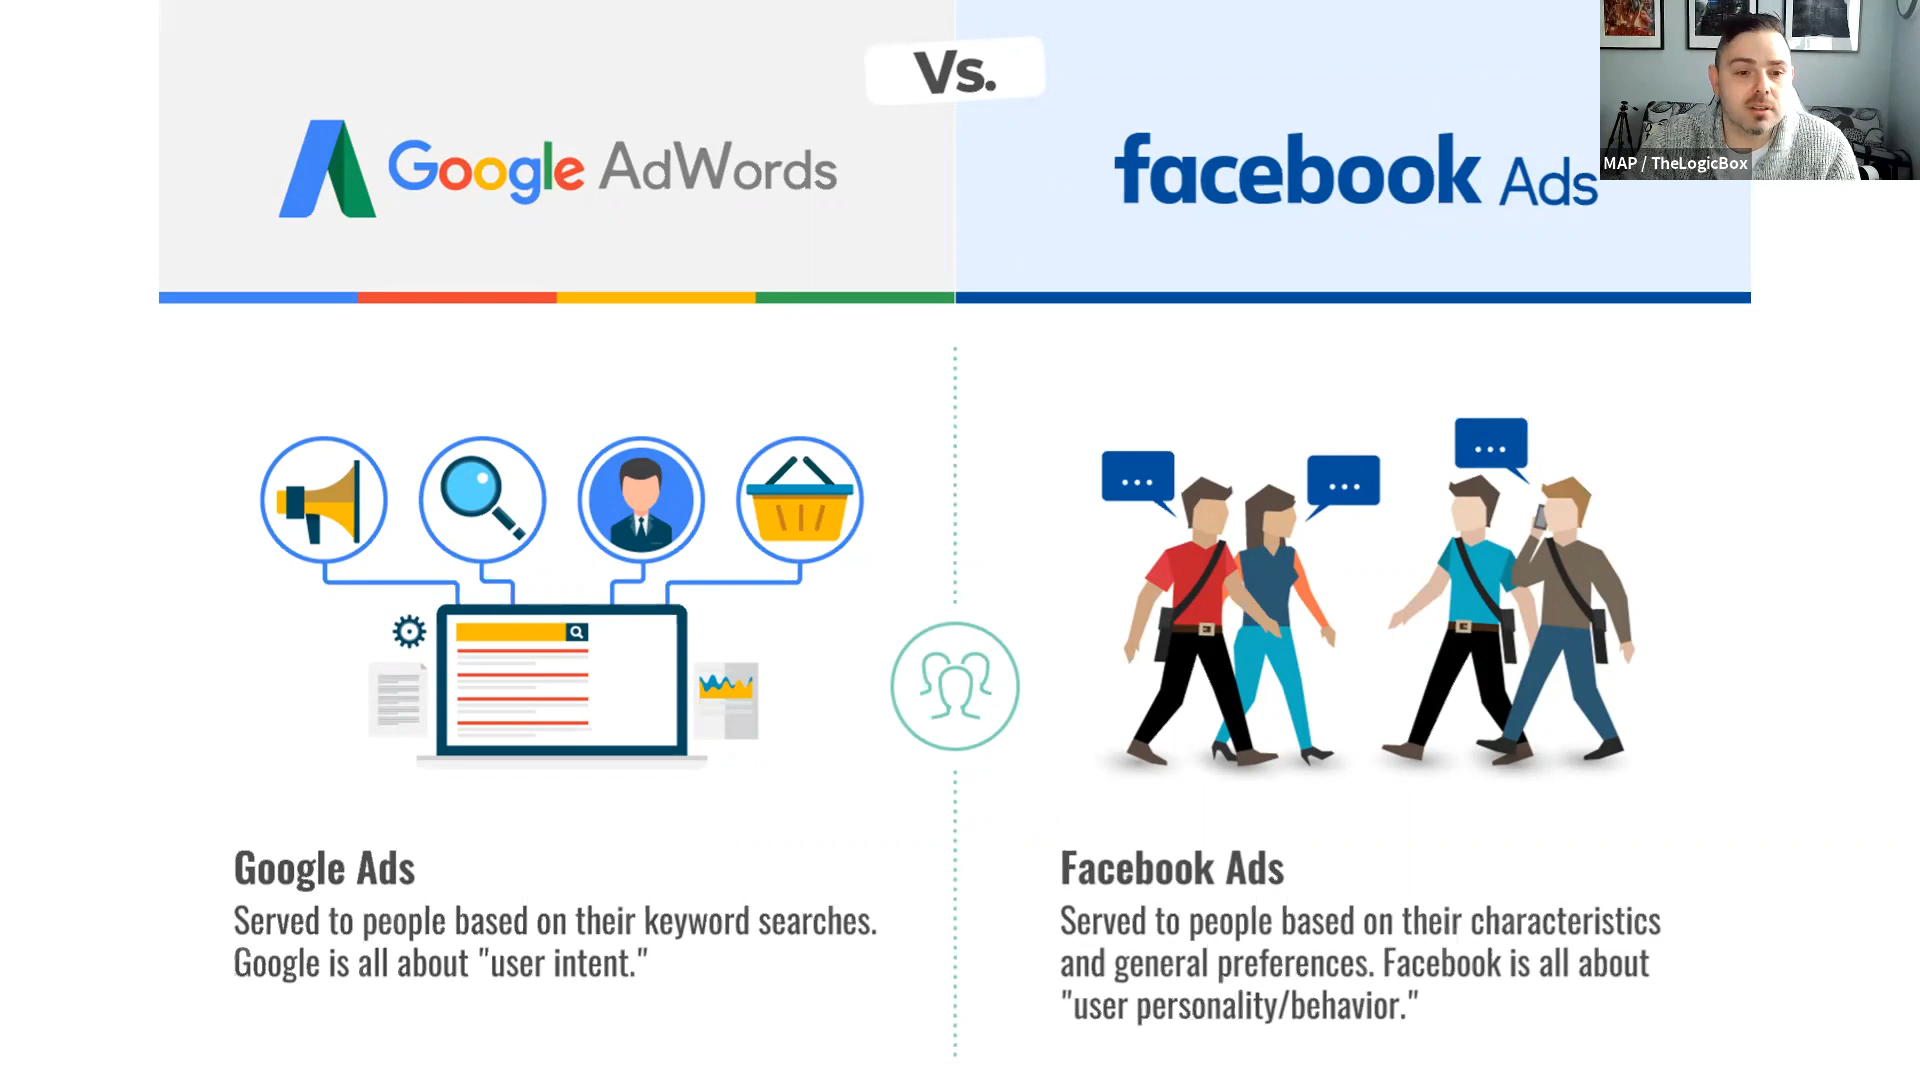 Vs.
Google AdWords
facebook Ads
MAP / TheLogicBox
Google Ads
Served to people based on their keyword searches.
Google is all about "user intent."
Facebook Ads
Served to people based on their characteristics
and general preferences. Facebook is all about
"user personality/behavior."